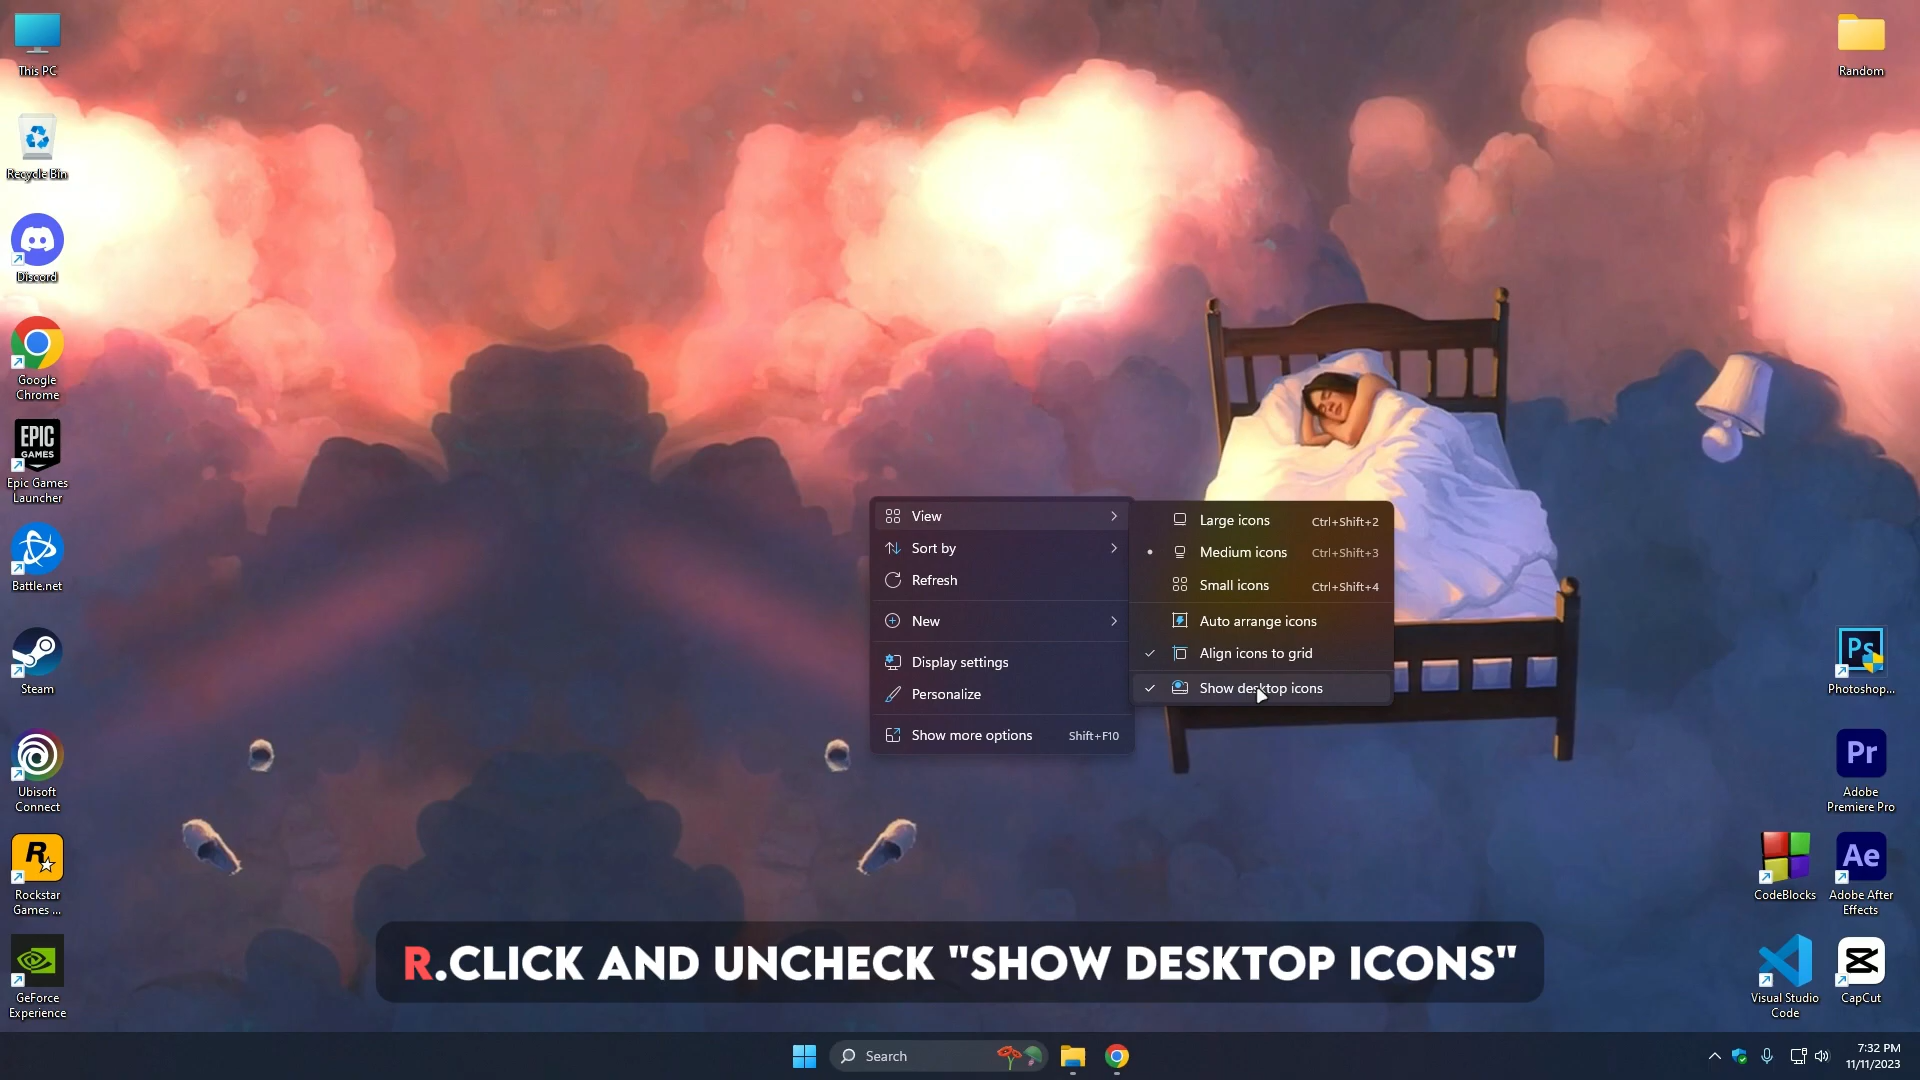 This PC
Recycle Bin
Discord
Google
Chrome
EPIC
GAMES
Epic Games
Launcher
Battle.net
Steam
Ubisoft
Connect
R
Rockstar
Games ...
GeForce
Experience
Random
View
Sort by
Refresh
New
Display settings
Personalize
Show more options Shift+F10
Large icons Ctrl+Shift+2
Medium icons Ctrl+Shift+3
Small icons Ctrl+Shift+4
Auto arrange icons
Align icons to grid
Show desktop icons
Ps
Photoshop...
Pr
Adobe
Premiere Pro
CodeBlocks
Ae
Adobe After
Effects
Visual Studio
Code
CapCut
R.CLICK AND UNCHECK "SHOW DESKTOP ICONS"
Search
7:32 PM
11/11/2023